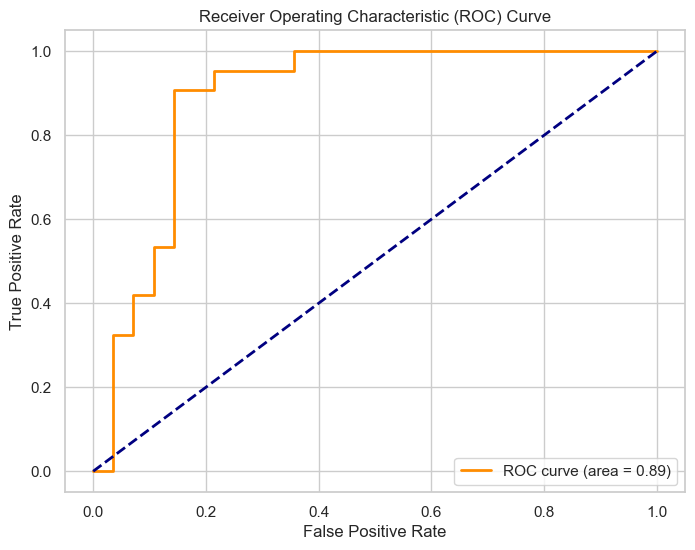 Receiver Operating Characteristic (ROC) Curve
1.0
0.8
0.6
0.4
0.2
0.0
True Positive Rate
ROC curve (area = 0.89)
0.0 0.2 0.4 0.6 0.8 1.0
False Positive Rate